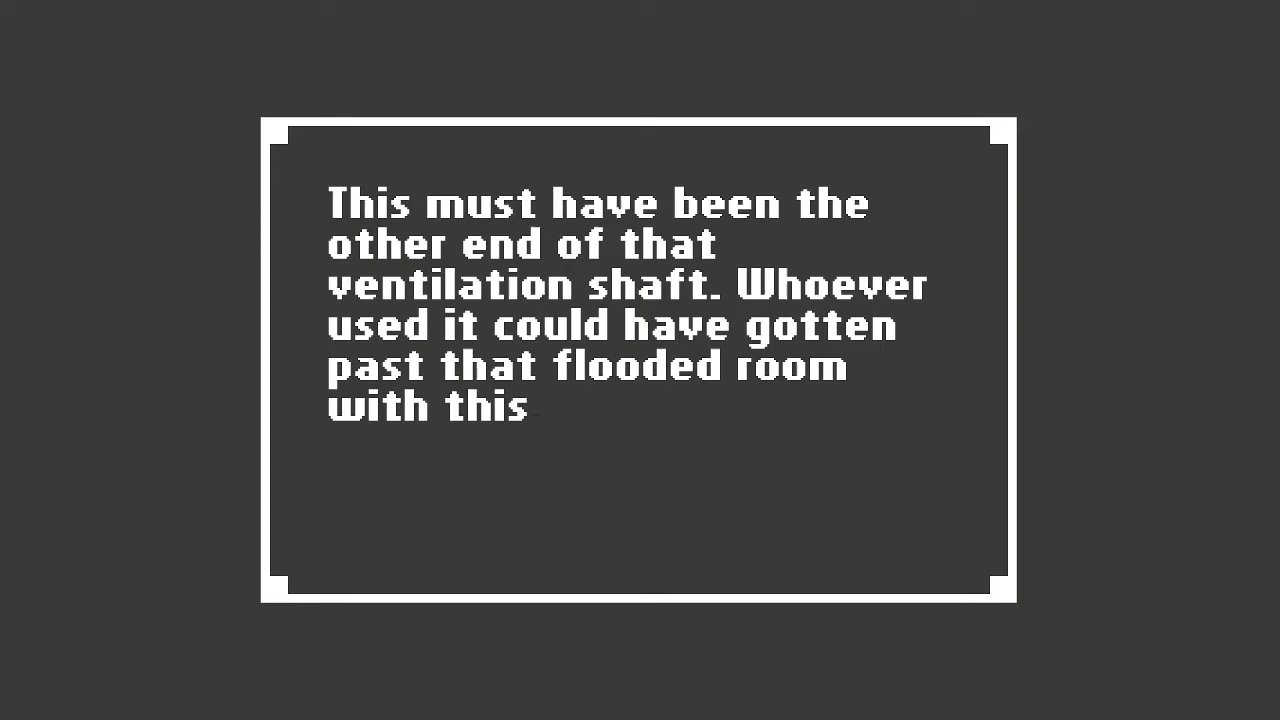 This must have been the
other end of that
ventilation shaft. Whoever
used it could have gotten
past that flooded room
with this